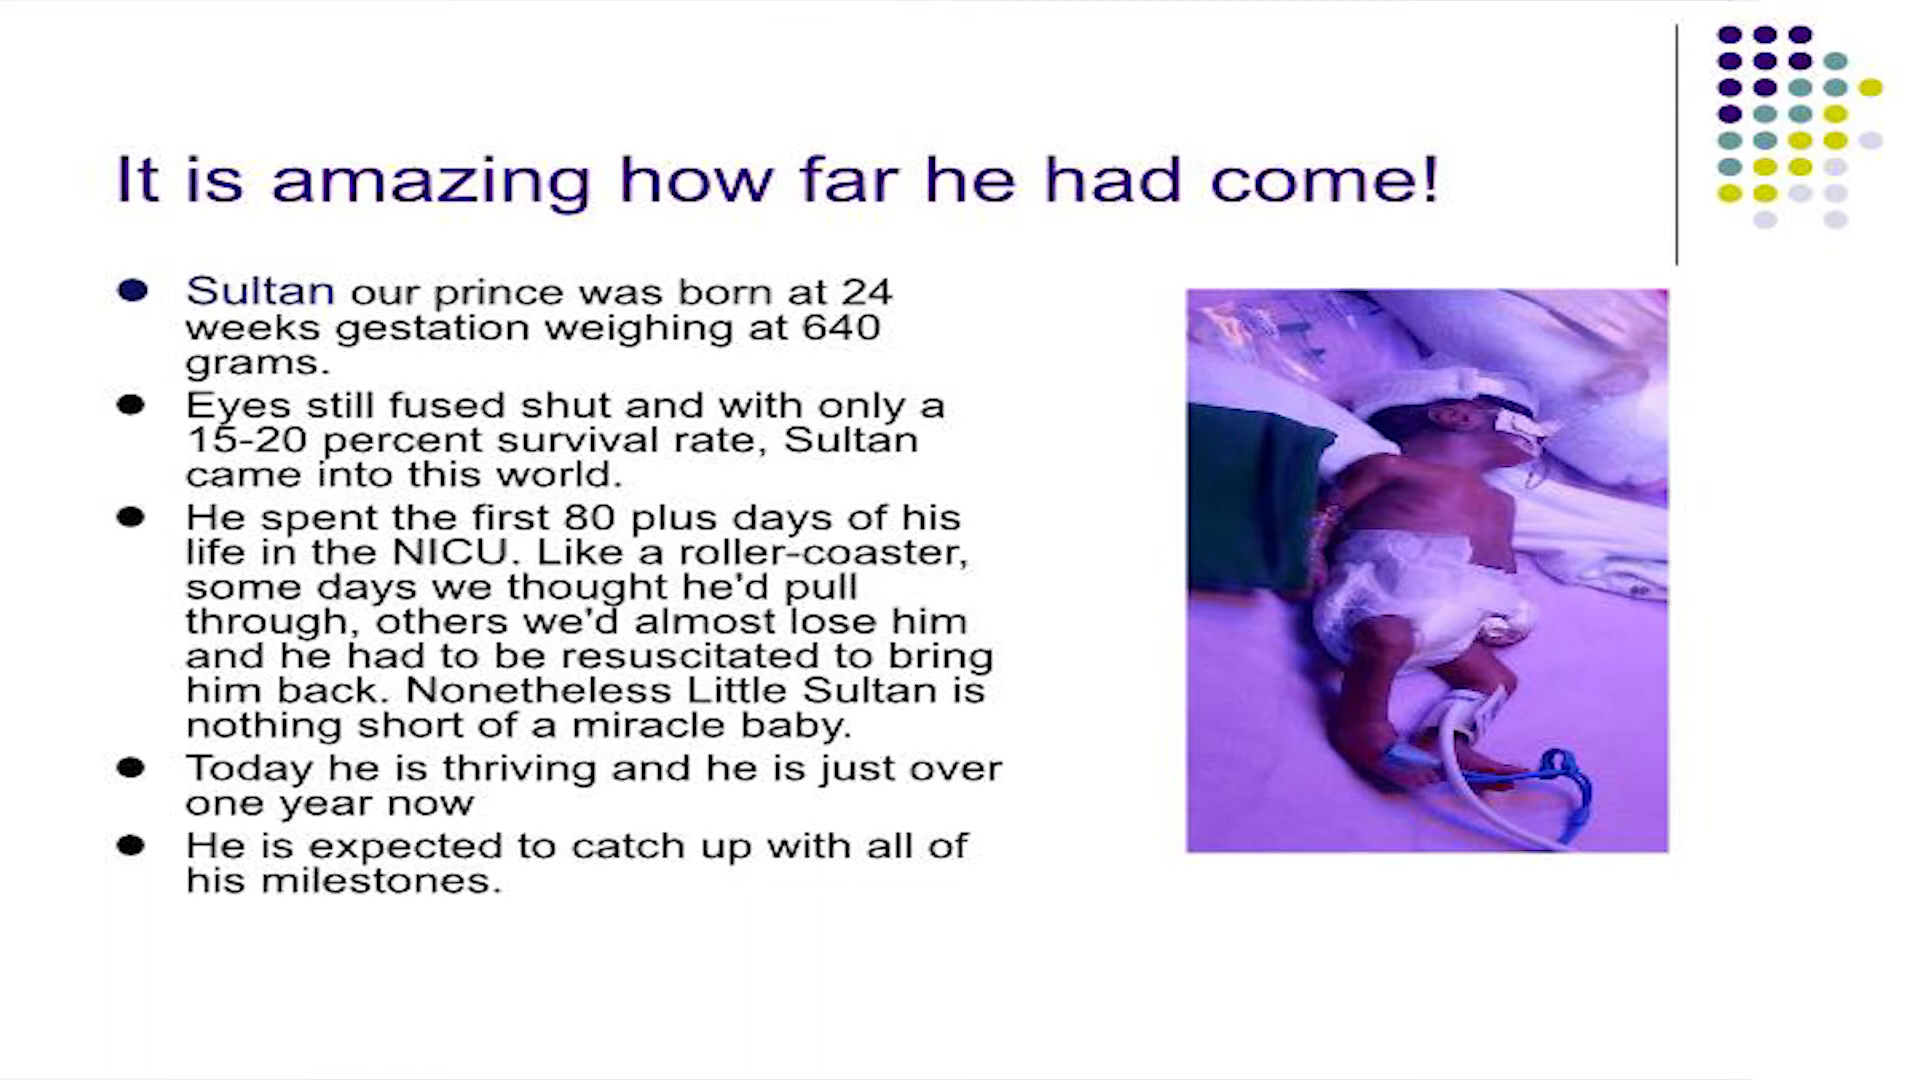 It is amazing how far he had come!
Sultan our prince was born at 24
weeks gestation weighing at 640
grams.
Eyes still fused shut and with only a
15-20 percent survival rate, Sultan
came into this world.
He spent the first 80 plus days of his
life in the NICU. Like a roller-coaster,
some days we thought he'd pull
through, others we'd almost lose him
and he had to be resuscitated to bring
him back. Nonetheless Little Sultan is
nothing short of a miracle baby.
Today he is thriving and he is just over
one year now
He is expected to catch up with all of
his milestones.